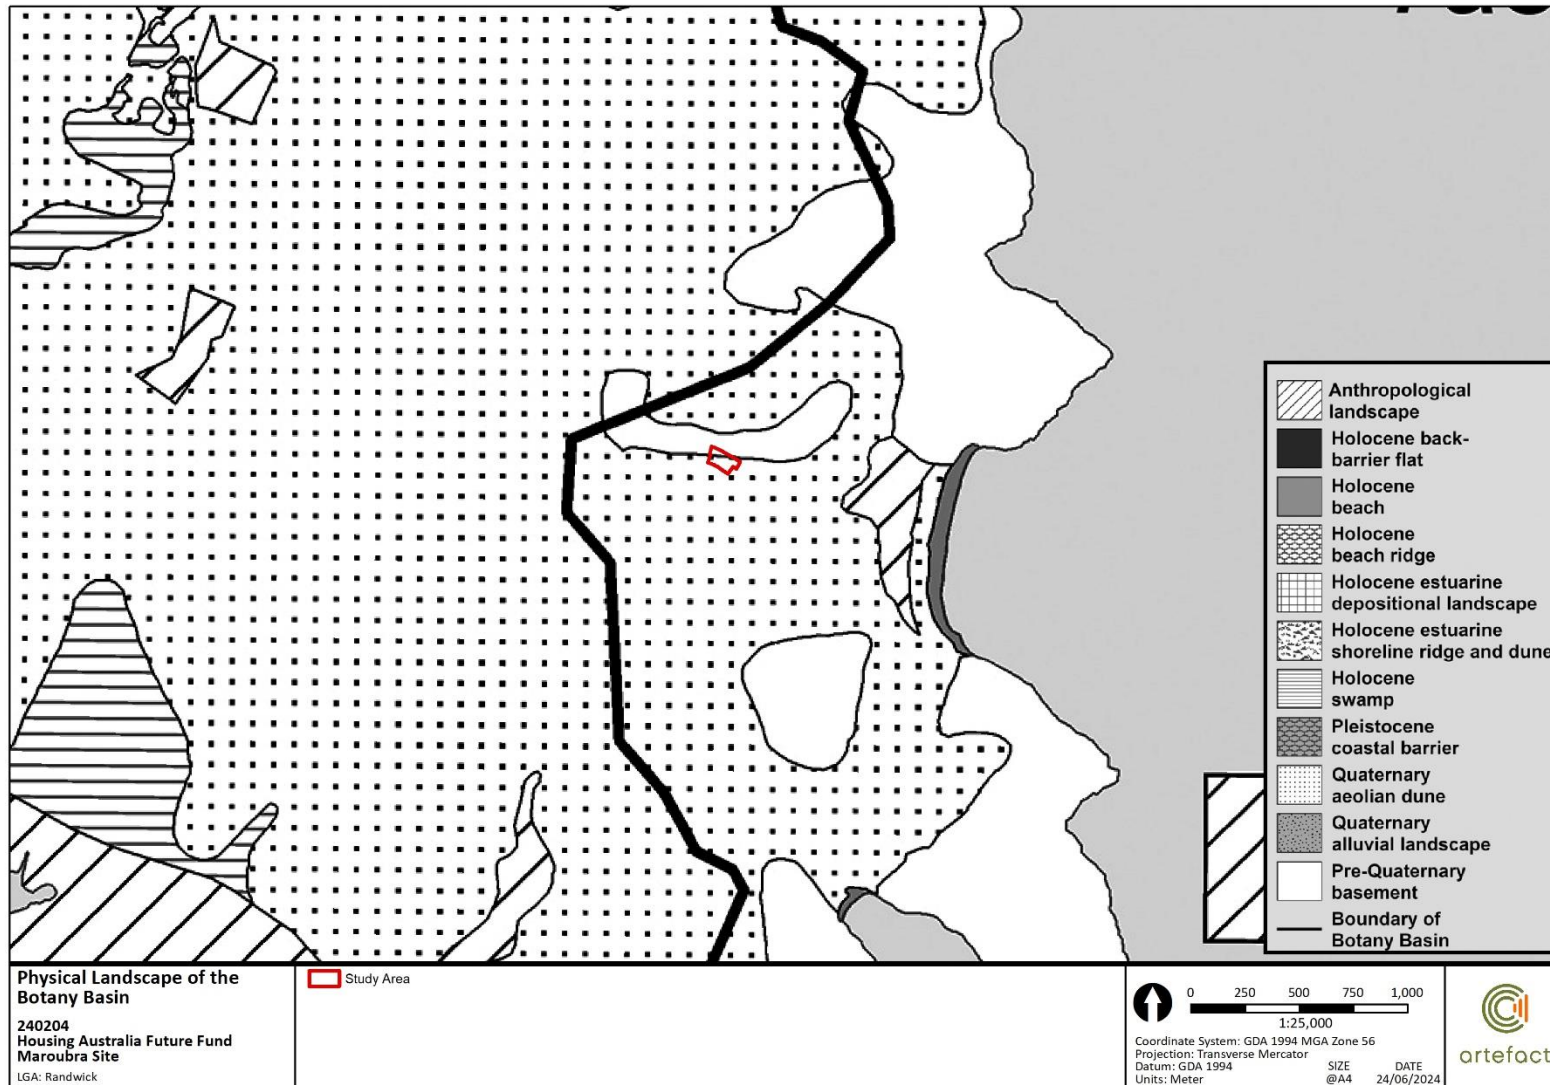 Anthropological
landscape
Holocene back-
barrier flat
Holocene
beach
Holocene
beach ridge
Holocene estuarine
depositional landscape
Holocene estuarine
shoreline ridge and dune
Holocene
swamp
Pleistocene
coastal barrier
Quaternary
aeolian dune
Quaternary
alluvial landscape
Pre-Quaternary
basement
Boundary of
Botany Basin
Physical Landscape of the
Botany Basin
240204
Housing Australia Future Fund
Maroubra Site
LGA: Randwick
Study Area
0 250 500 750 1,000
1:25,000
Coordinate System: GDA 1994 MGA Zone 56
Projection: Transverse Mercator
Datum: GDA 1994
Units: Meter
SIZE
@A4
DATE
24/06/2024
artefact